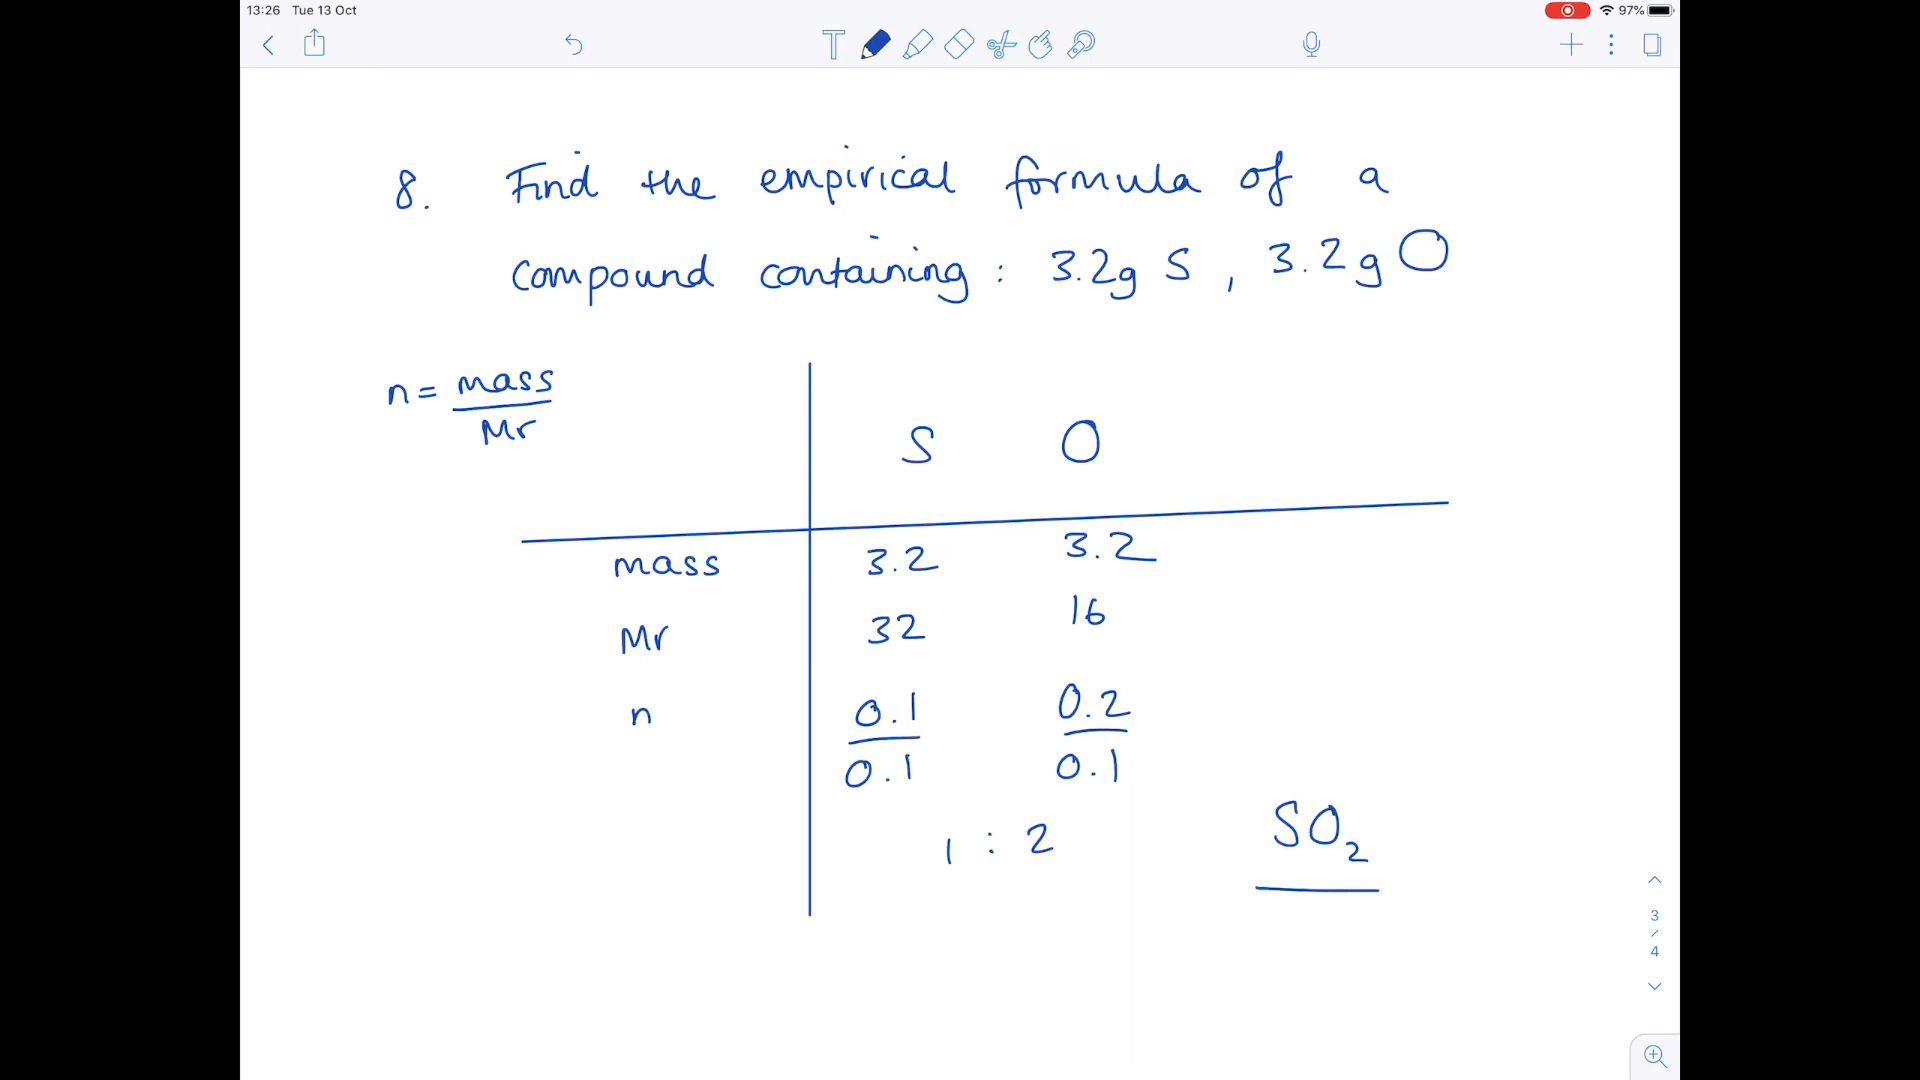 13:26 Tue 13 Oct
97%
T
8. Find the empirical formula of a
compound containing : 3.2g S , 3.2g O
n = mass
Mr
S O
mass 3.2 3.2
Mr 32 16
n 0.1 0.2
0.1 0.1
1 : 2
SO₂
3
/
4